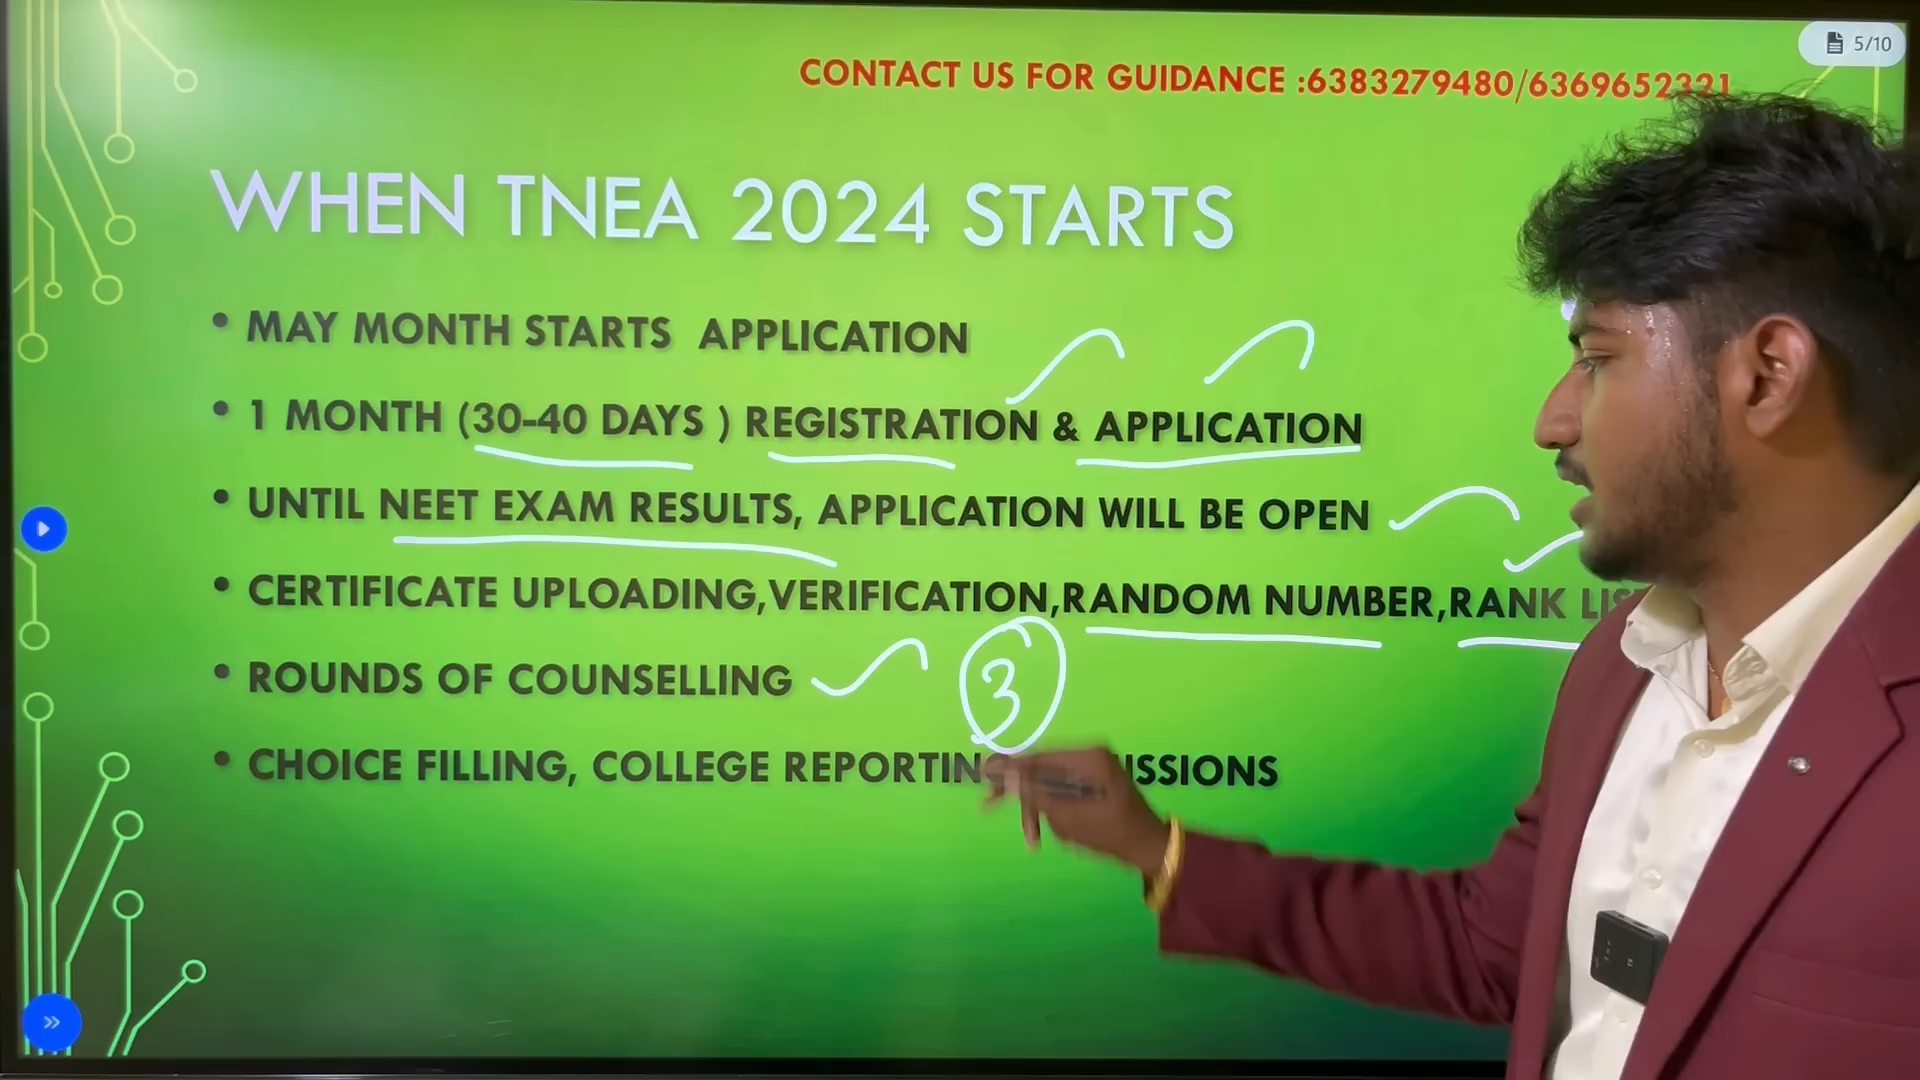 5/10
CONTACT US FOR GUIDANCE :6383279480/6369652321
WHEN TNEA 2024 STARTS
• MAY MONTH STARTS APPLICATION
• 1 MONTH (30-40 DAYS ) REGISTRATION & APPLICATION
• UNTIL NEET EXAM RESULTS, APPLICATION WILL BE OPEN
• CERTIFICATE UPLOADING,VERIFICATION,RANDOM NUMBER,RANK
• ROUNDS OF COUNSELLING
3
• CHOICE FILLING, COLLEGE